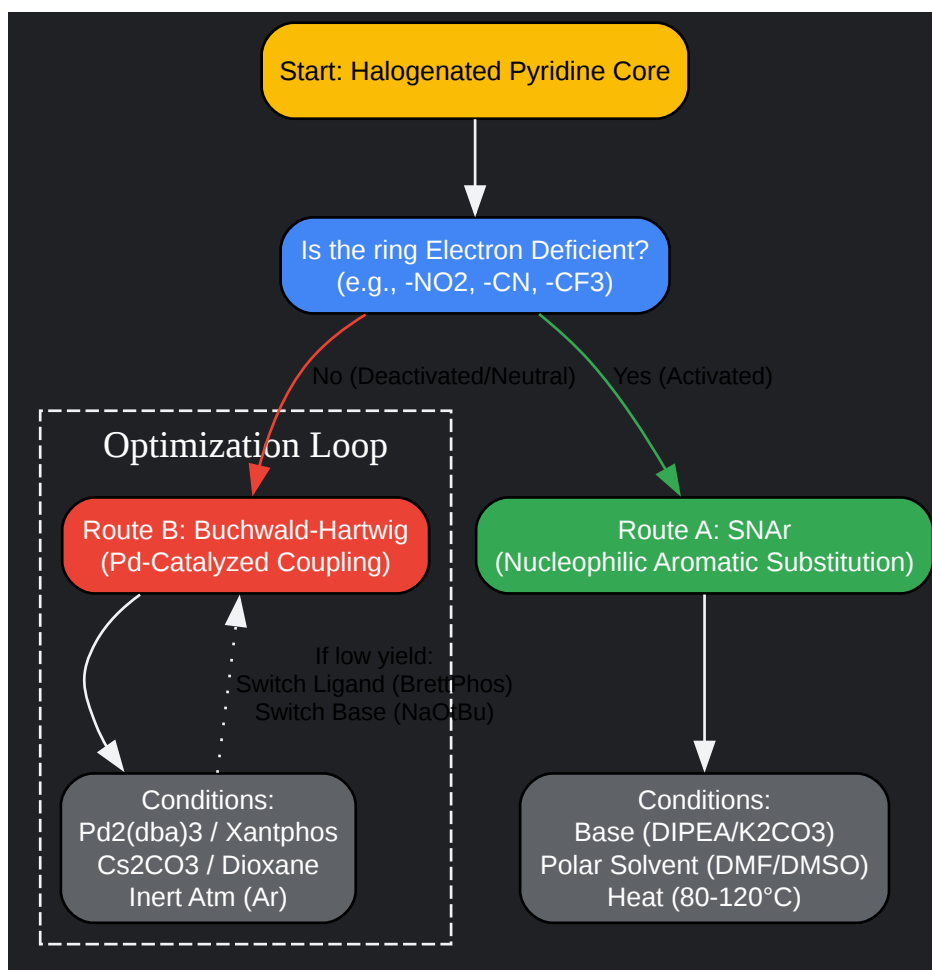 Start: Halogenated Pyridine Core
Is the ring Electron Deficient?
(e.g., -NO2, -CN, -CF3)
No (Deactivated/Neutral)
Yes (Activated)
Optimization Loop
Route B: Buchwald-Hartwig
(Pd-Catalyzed Coupling)
Route A: SNAr
(Nucleophilic Aromatic Substitution)
If low yield:
Switch Ligand (BrettPhos)
Switch Base (NaOtBu)
Conditions:
Pd2(dba)3 / Xantphos
Cs2CO3 / Dioxane
Inert Atm (Ar)
Conditions:
Base (DIPEA/K2CO3)
Polar Solvent (DMF/DMSO)
Heat (80-120°C)